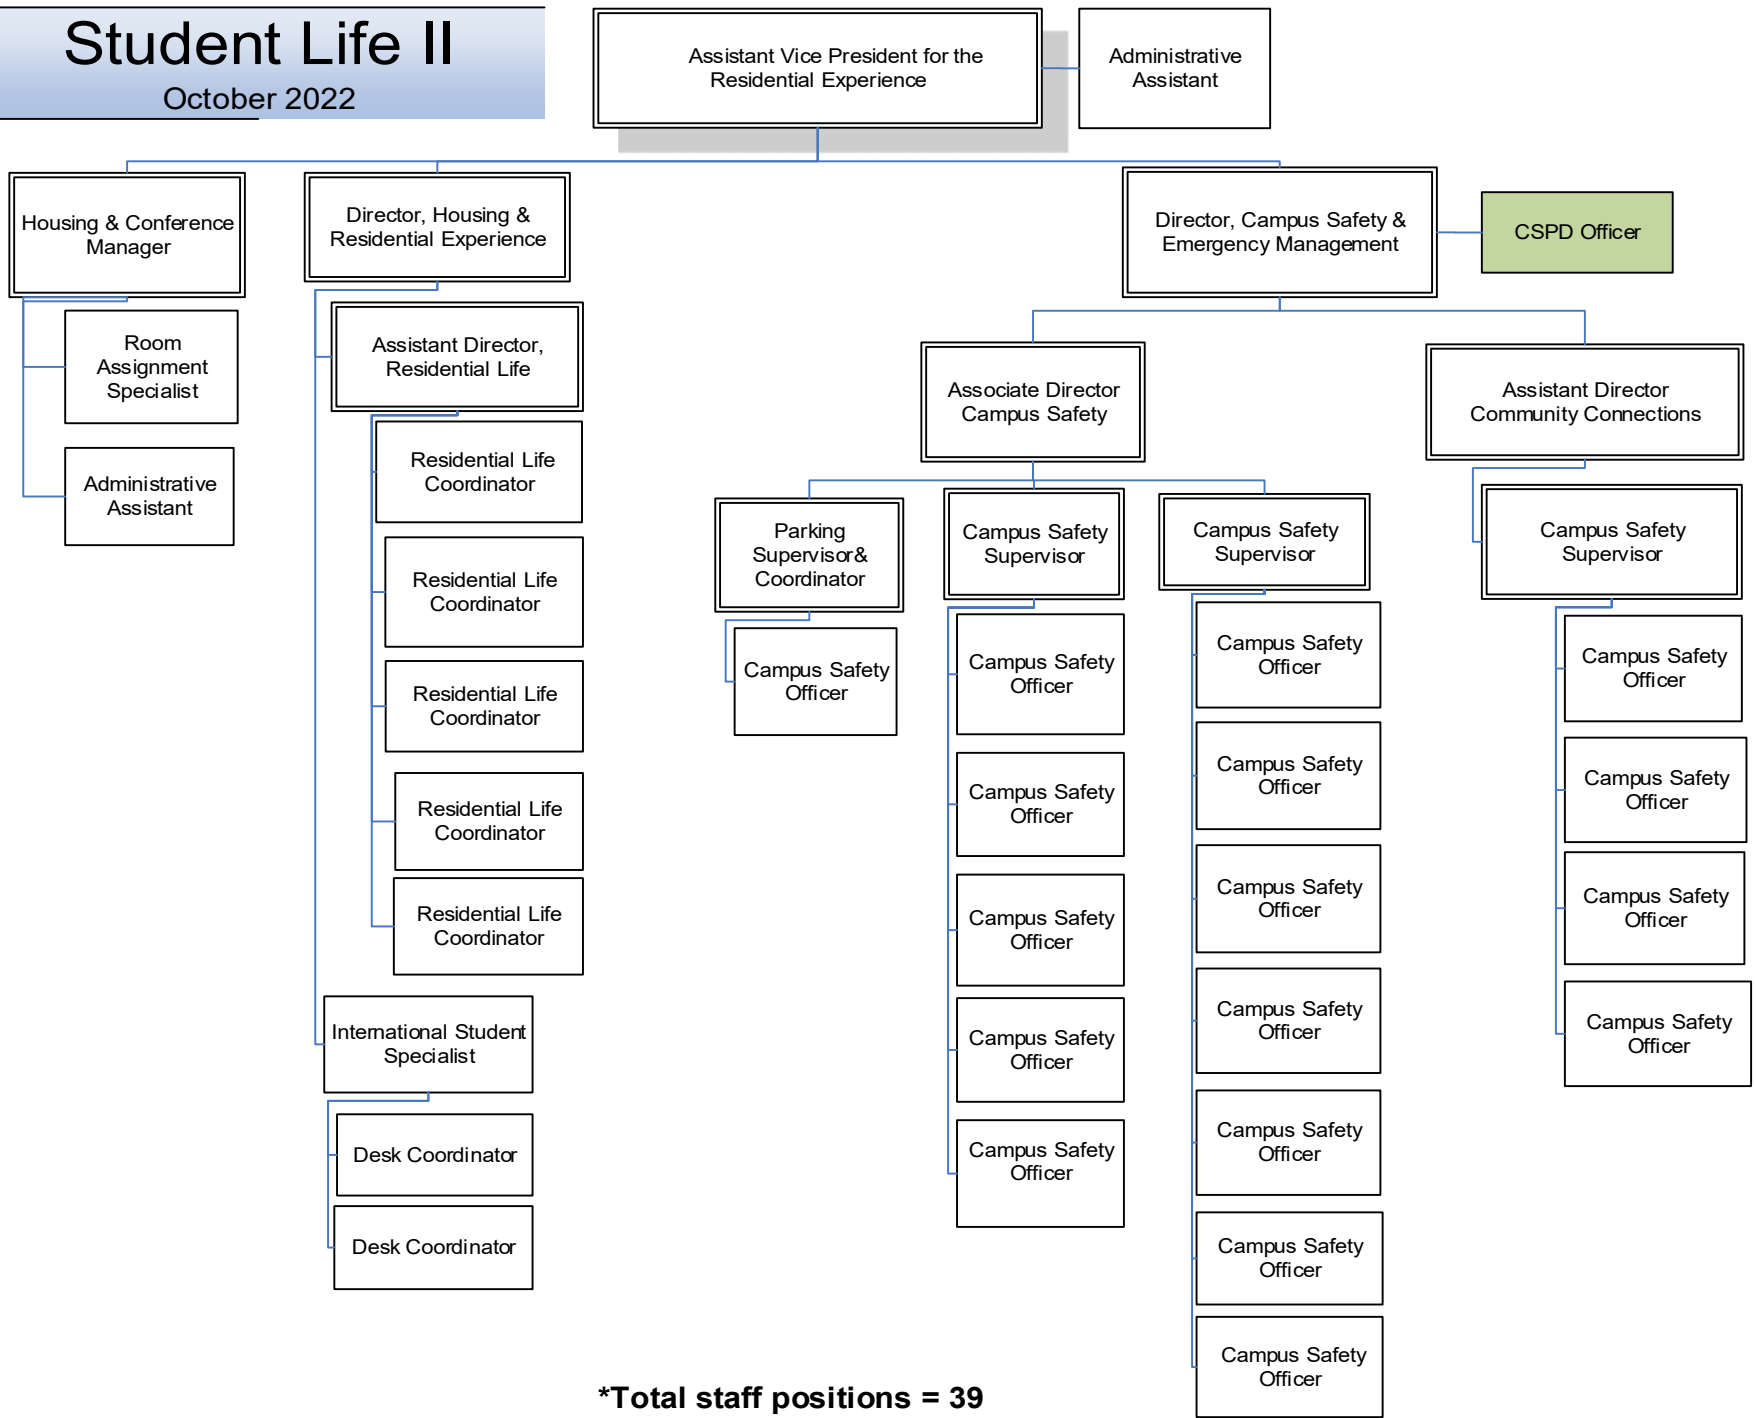 Student Life II
October 2022
Assistant Vice President for the
Residential Experience
Administrative
Assistant
Housing & Conference
Manager
Room
Assignment
Specialist
Administrative
Assistant
Director, Housing &
Residential Experience
Assistant Director,
Residential Life
Residential Life
Coordinator
Residential Life
Coordinator
Residential Life
Coordinator
Residential Life
Coordinator
Residential Life
Coordinator
International Student
Specialist
Desk Coordinator
Desk Coordinator
Director, Campus Safety &
Emergency Management
CSPD Officer
Associate Director
Campus Safety
Parking
Supervisor&
Coordinator
Campus Safety
Officer
Campus Safety
Supervisor
Campus Safety
Officer
Campus Safety
Officer
Campus Safety
Officer
Campus Safety
Officer
Campus Safety
Officer
Campus Safety
Supervisor
Campus Safety
Officer
Campus Safety
Officer
Campus Safety
Officer
Campus Safety
Officer
Campus Safety
Officer
Campus Safety
Officer
Campus Safety
Officer
Assistant Director
Community Connections
Campus Safety
Supervisor
Campus Safety
Officer
Campus Safety
Officer
Campus Safety
Officer
Campus Safety
Officer
*Total staff positions = 39